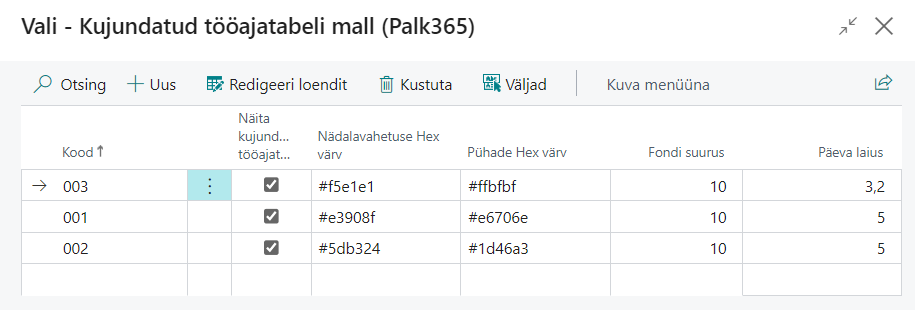 Vali - Kujundatud tööajatabeli mall (Palk365)
Otsing Uus Redigeeri loendit Kustuta Väljad Kuva menüüna
Kood↑ Näita kujund... tööajat... Nädalavahetuse Hex värv Pühade Hex värv Fondi suurus Päeva laius
003 #f5e1e1 #ffbfbf 10 3,2
001 #e3908f #e6706e 10 5
002 #5db324 #1d46a3 10 5